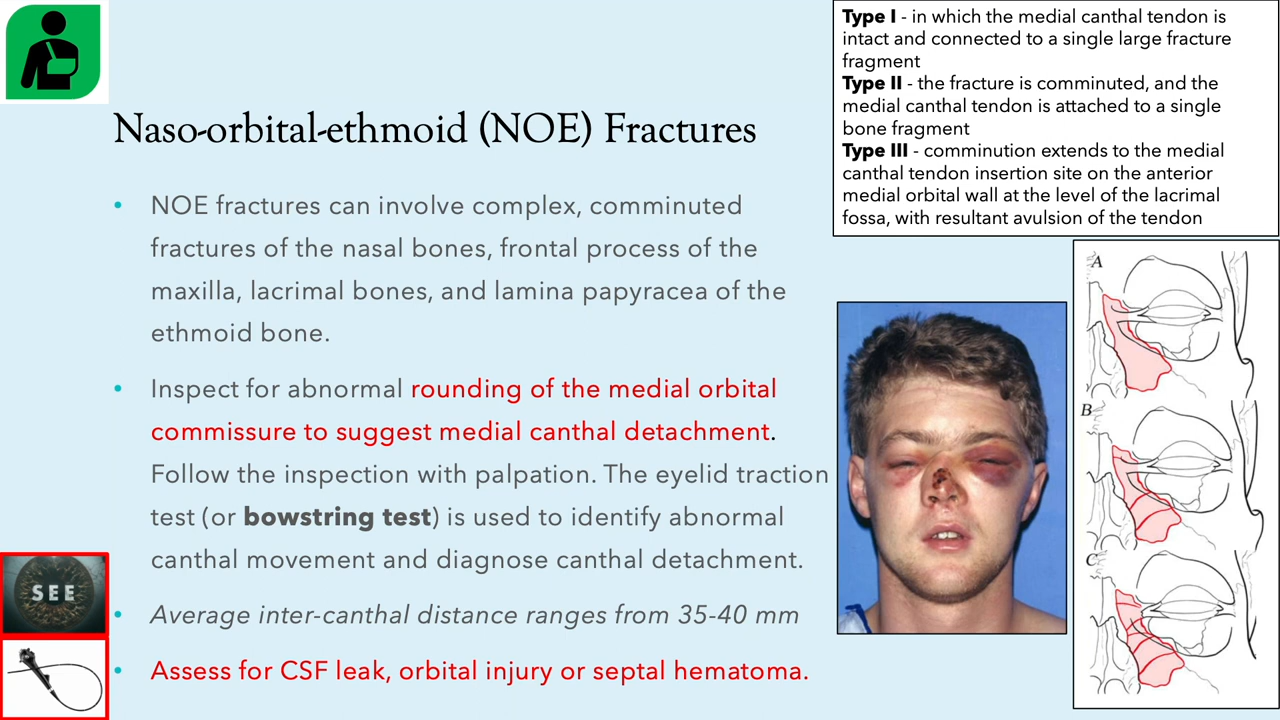 Type I - in which the medial canthal tendon is
intact and connected to a single large fracture
fragment
Type II - the fracture is comminuted, and the
medial canthal tendon is attached to a single
bone fragment
Type III - comminution extends to the medial
canthal tendon insertion site on the anterior
medial orbital wall at the level of the lacrimal
fossa, with resultant avulsion of the tendon
Naso-orbital-ethmoid (NOE) Fractures
• NOE fractures can involve complex, comminuted
fractures of the nasal bones, frontal process of the
maxilla, lacrimal bones, and lamina papyracea of the
ethmoid bone.
• Inspect for abnormal rounding of the medial orbital
commissure to suggest medial canthal detachment.
Follow the inspection with palpation. The eyelid traction
test (or bowstring test) is used to identify abnormal
canthal movement and diagnose canthal detachment.
• Average inter-canthal distance ranges from 35-40 mm
• Assess for CSF leak, orbital injury or septal hematoma.
SEE
A
B
C